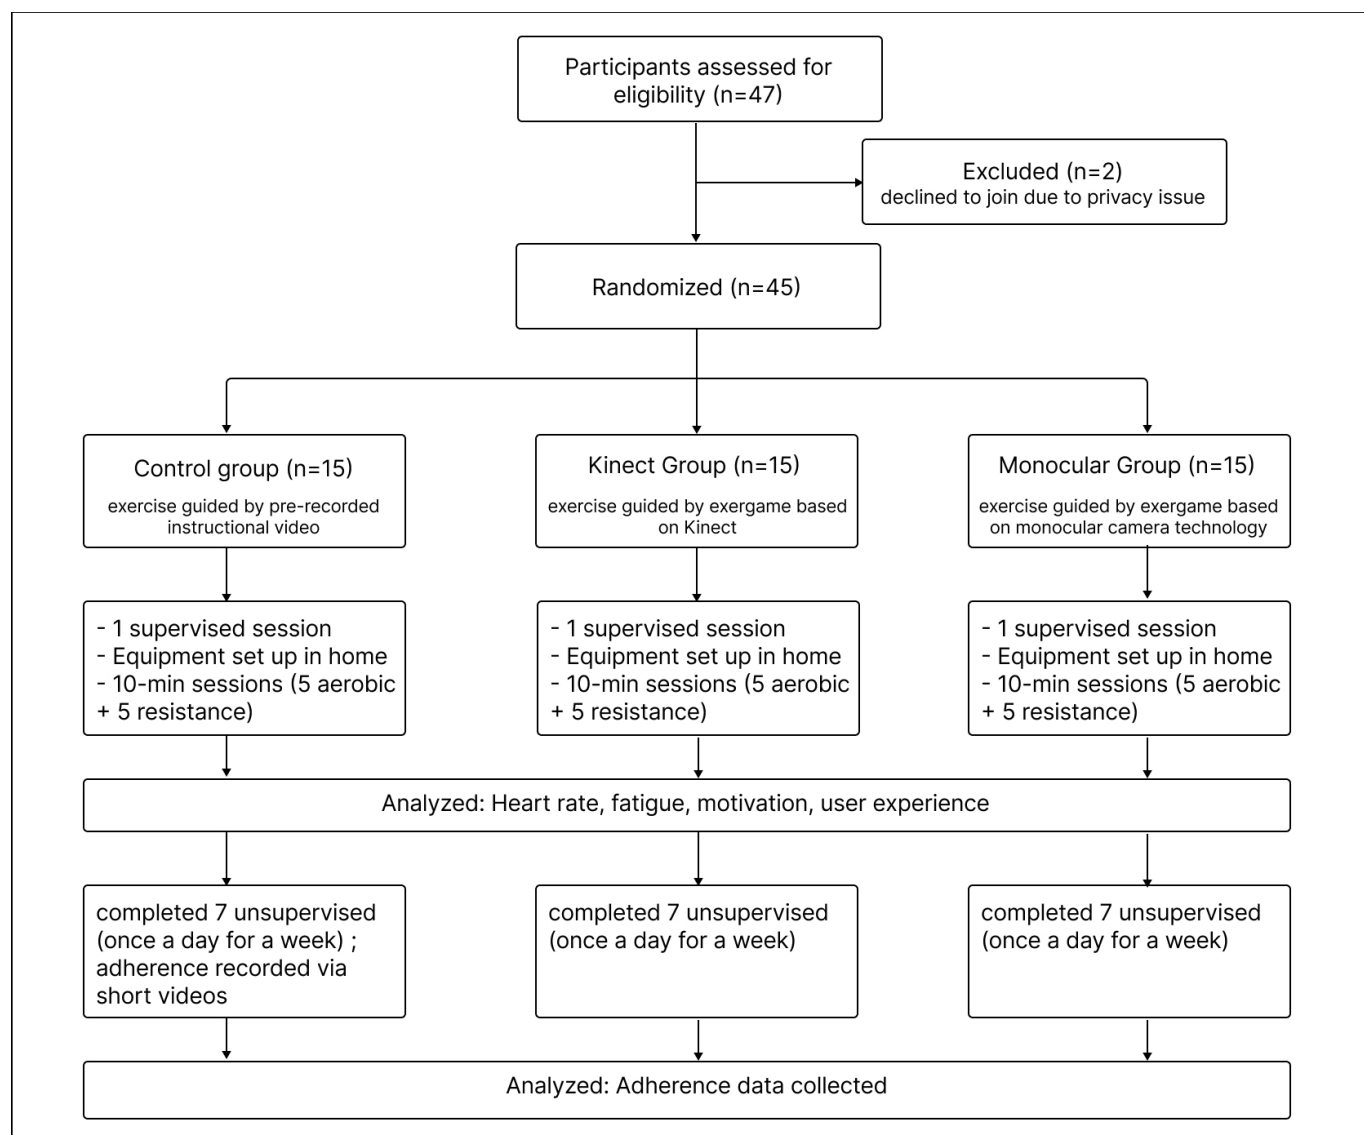 Participants assessed for
eligibility (n=47)
Excluded (n=2)
declined to join due to privacy issue
Randomized (n=45)
Control group (n=15)
exercise guided by pre-recorded
instructional video
Kinect Group (n=15)
exercise guided by exergame based
on Kinect
Monocular Group (n=15)
exercise guided by exergame based
on monocular camera technology
- 1 supervised session
- Equipment set up in home
- 10-min sessions (5 aerobic
+ 5 resistance)
- 1 supervised session
- Equipment set up in home
- 10-min sessions (5 aerobic
+ 5 resistance)
- 1 supervised session
- Equipment set up in home
- 10-min sessions (5 aerobic
+ 5 resistance)
Analyzed: Heart rate, fatigue, motivation, user experience
completed 7 unsupervised
(once a day for a week) ;
adherence recorded via
short videos
completed 7 unsupervised
(once a day for a week)
completed 7 unsupervised
(once a day for a week)
Analyzed: Adherence data collected